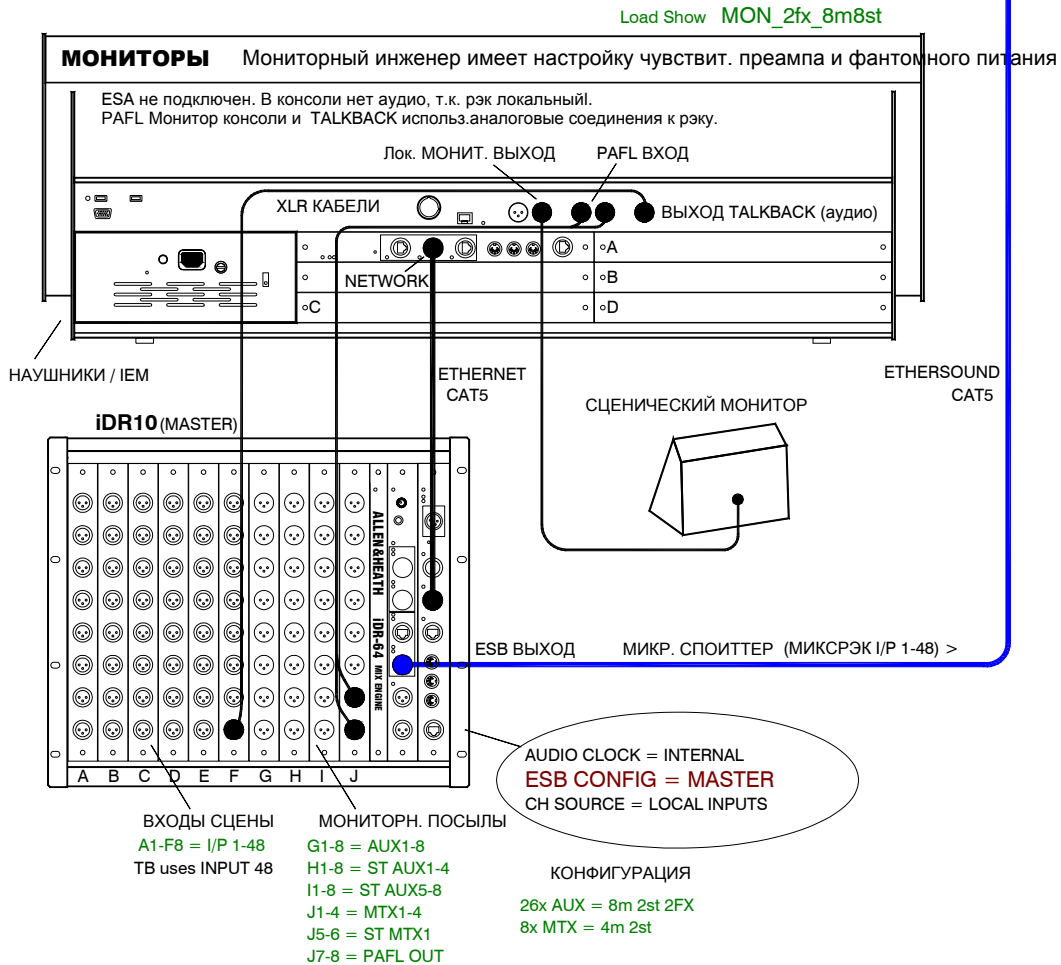 Load Show MON_2fx_8m8st
МОНИТОРЫ Мониторный инженер имеет настройку чувствит. преампа и фантомного питания
ESA не подключен. В консоли нет аудио, т.к. рэк локальныйl.
PAFL Монитор консоли и TALKBACK использ.аналоговые соединения к рэку.
Лок. МОНИТ. ВЫХОД PAFL ВХОД
XLR КАБЕЛИ
ВЫХОД TALKBACK (аудио)
A
NETWORK
B
C
D
НАУШНИКИ / IEM
ETHERNET
CAT5
ETHERSOUND
CAT5
СЦЕНИЧЕСКИЙ МОНИТОР
iDR10 (MASTER)
ALLEN&HEATH iDR-64 MIX ENGINE
ESB ВЫХОД МИКР. СПОИТТЕР (МИКСРЭК I/P 1-48) >
A B C D E F G H I J
AUDIO CLOCK = INTERNAL
ESB CONFIG = MASTER
CH SOURCE = LOCAL INPUTS
ВХОДЫ СЦЕНЫ
A1-F8 = I/P 1-48
TB uses INPUT 48
МОНИТОРН. ПОСЫЛЫ
G1-8 = AUX1-8
H1-8 = ST AUX1-4
I1-8 = ST AUX5-8
J1-4 = MTX1-4
J5-6 = ST MTX1
J7-8 = PAFL OUT
КОНФИГУРАЦИЯ
26x AUX = 8m 2st 2FX
8x MTX = 4m 2st